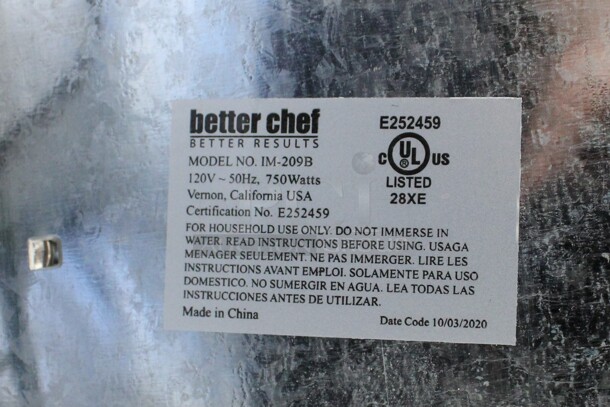 better chef
BETTER RESULTS
MODEL NO. IM-209B
120V ~ 50Hz, 750Watts
Vernon, California USA
Certification No. E252459
E252459
C UL US
LISTED
28XE
FOR HOUSEHOLD USE ONLY. DO NOT IMMERSE IN
WATER. READ INSTRUCTIONS BEFORE USING. USAGA
MENAGER SEULEMENT. NE PAS IMMERGER. LIRE LES
INSTRUCTIONS AVANT EMPLOI. SOLAMENTE PARA USO
DOMESTICO. NO SUMERGIR EN AGUA. LEA TODAS LAS
INSTRUCCIONES ANTES DE UTILIZAR.
Made in China
Date Code 10/03/2020